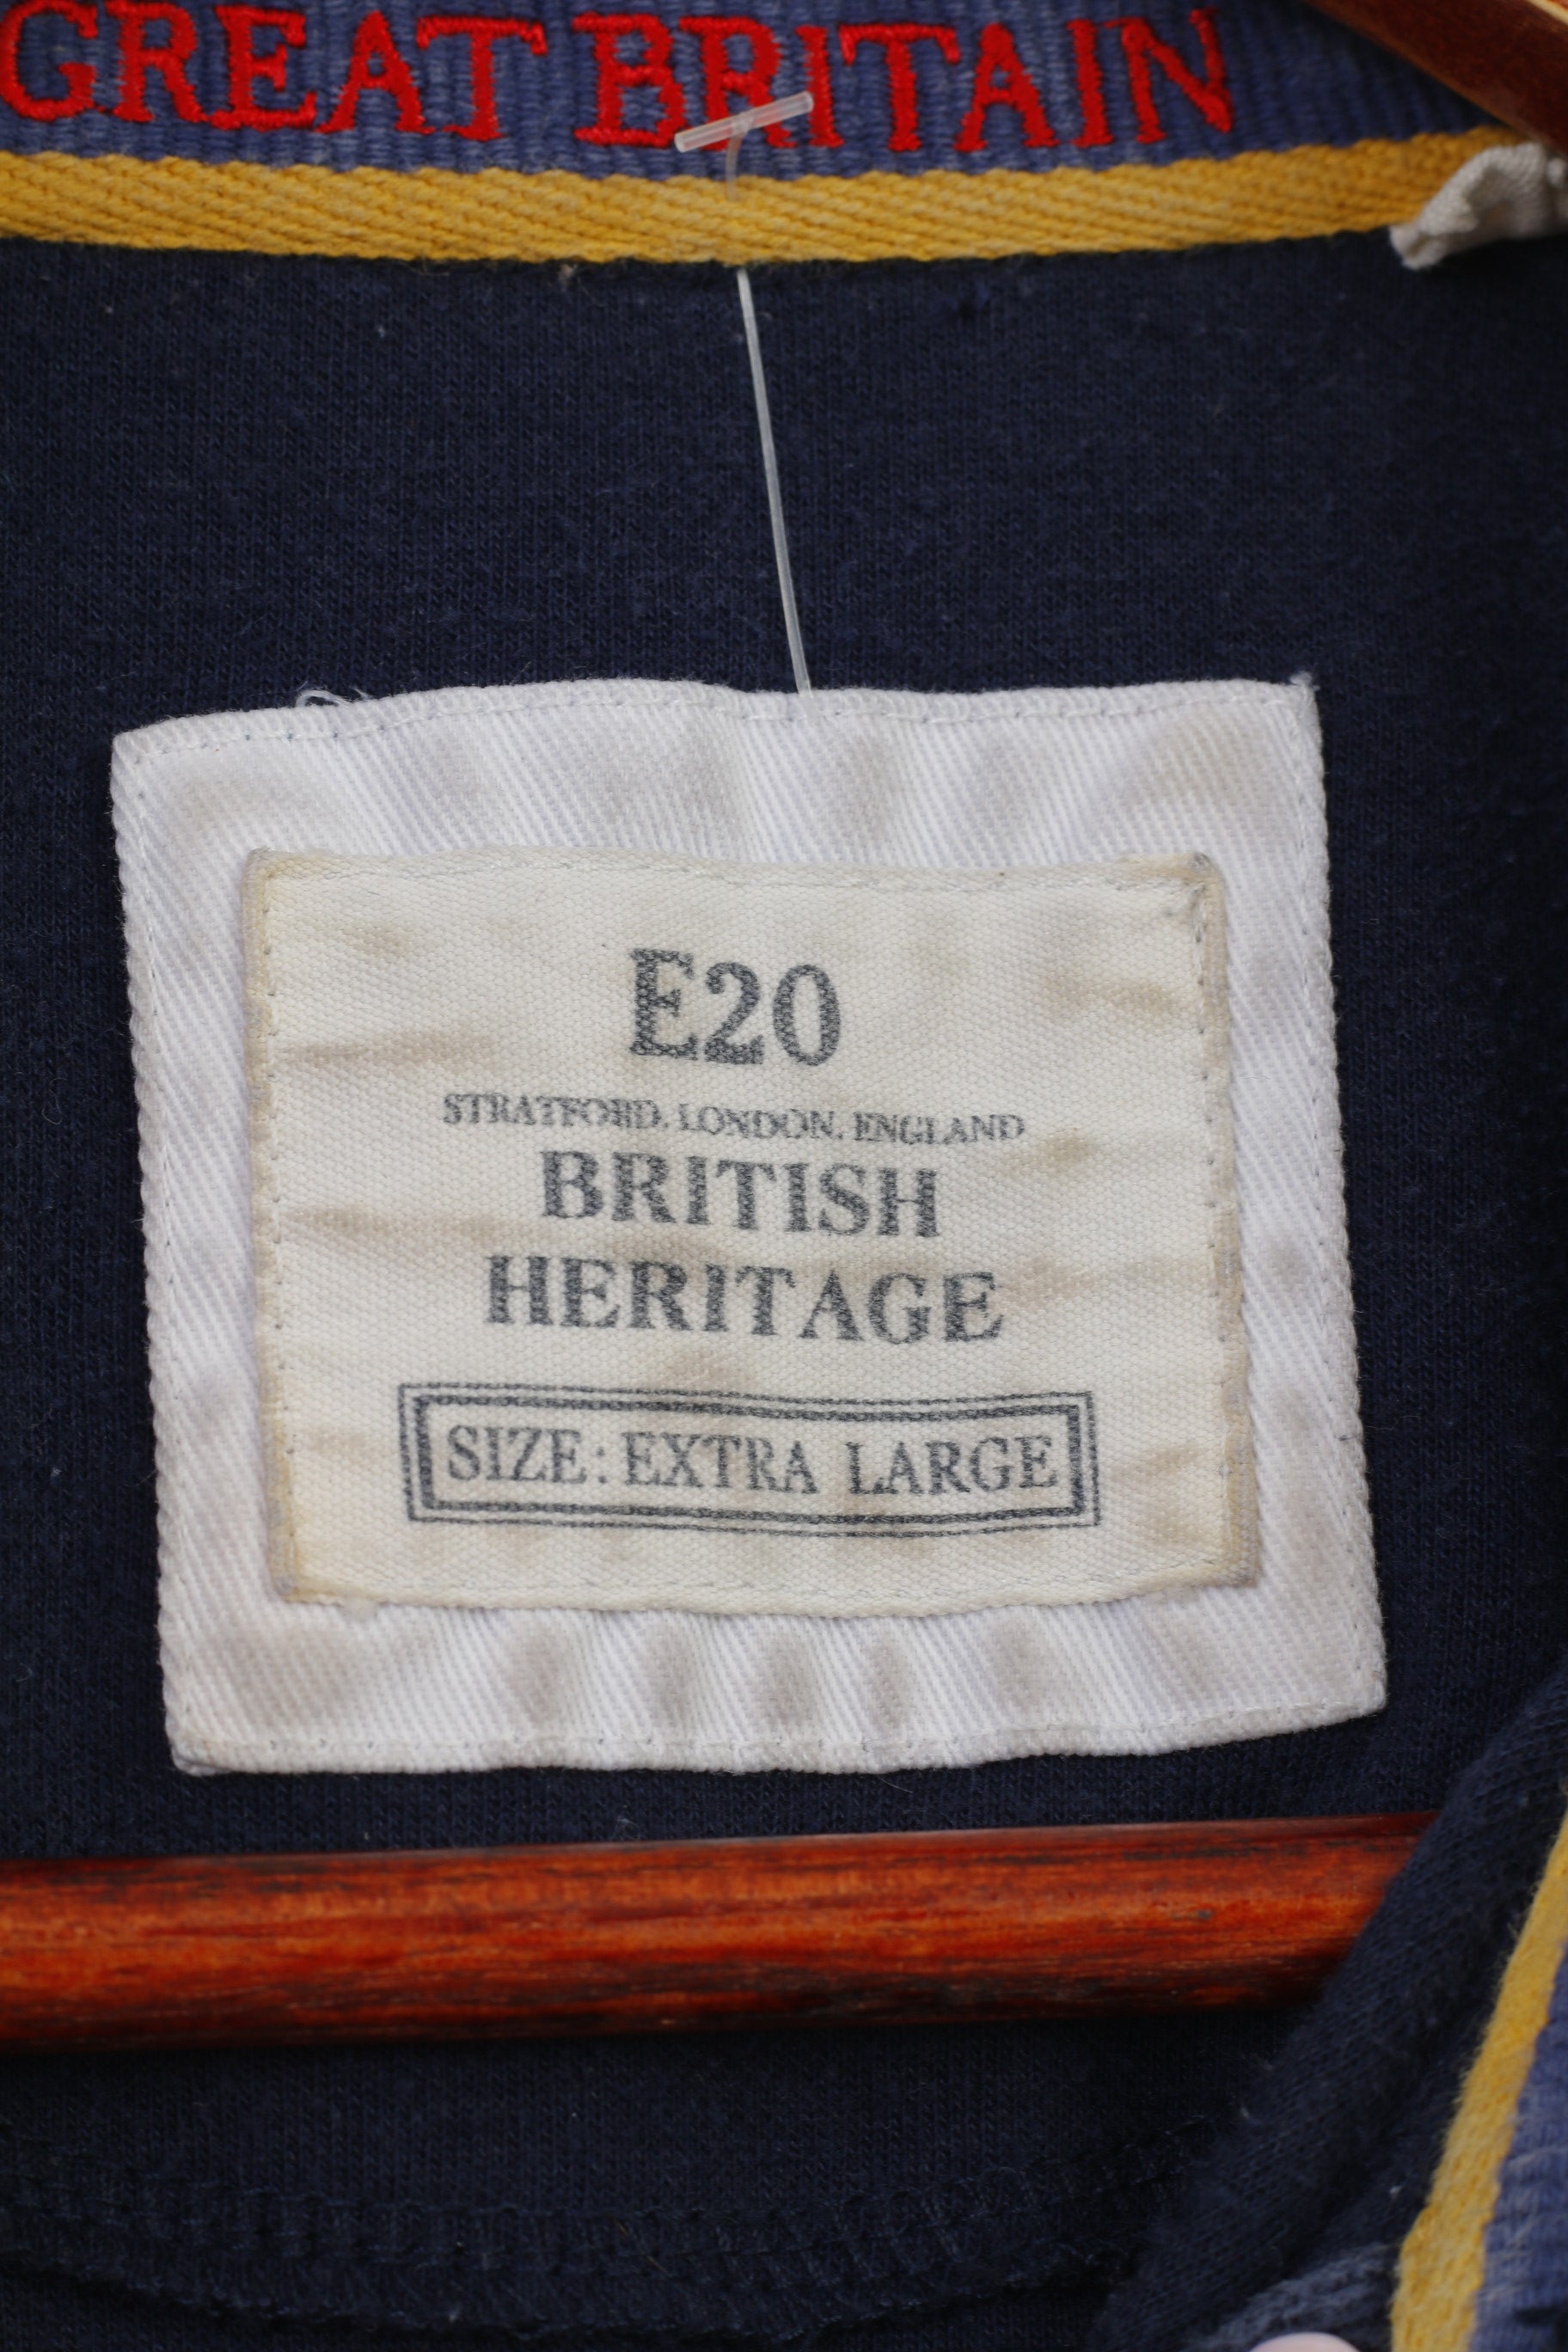 GREAT BRITAIN
E20
STRATFORD, LONDON, ENGLAND
BRITISH
HERITAGE
SIZE: EXTRA LARGE